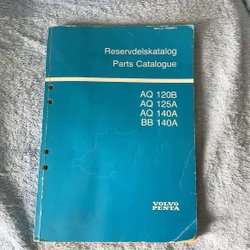 Reservdelskatalog
Parts Catalogue
AQ 120B
AQ 125A
AQ 140A
BB 140A
VOLVO
PENTA